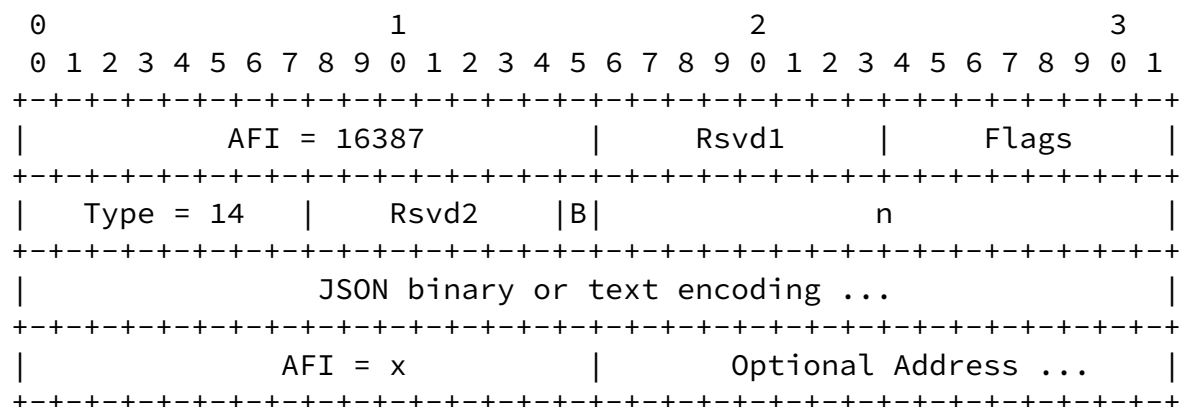 0                   1                   2                   3
 0 1 2 3 4 5 6 7 8 9 0 1 2 3 4 5 6 7 8 9 0 1 2 3 4 5 6 7 8 9 0 1
+-+-+-+-+-+-+-+-+-+-+-+-+-+-+-+-+-+-+-+-+-+-+-+-+-+-+-+-+-+-+-+-+
|           AFI = 16387           |     Rsvd1     |     Flags     |
+-+-+-+-+-+-+-+-+-+-+-+-+-+-+-+-+-+-+-+-+-+-+-+-+-+-+-+-+-+-+-+-+
|   Type = 14   |    Rsvd2    |B|               n               |
+-+-+-+-+-+-+-+-+-+-+-+-+-+-+-+-+-+-+-+-+-+-+-+-+-+-+-+-+-+-+-+-+
|                JSON binary or text encoding ...               |
+-+-+-+-+-+-+-+-+-+-+-+-+-+-+-+-+-+-+-+-+-+-+-+-+-+-+-+-+-+-+-+-+
|              AFI = x          |       Optional Address ...    |
+-+-+-+-+-+-+-+-+-+-+-+-+-+-+-+-+-+-+-+-+-+-+-+-+-+-+-+-+-+-+-+-+